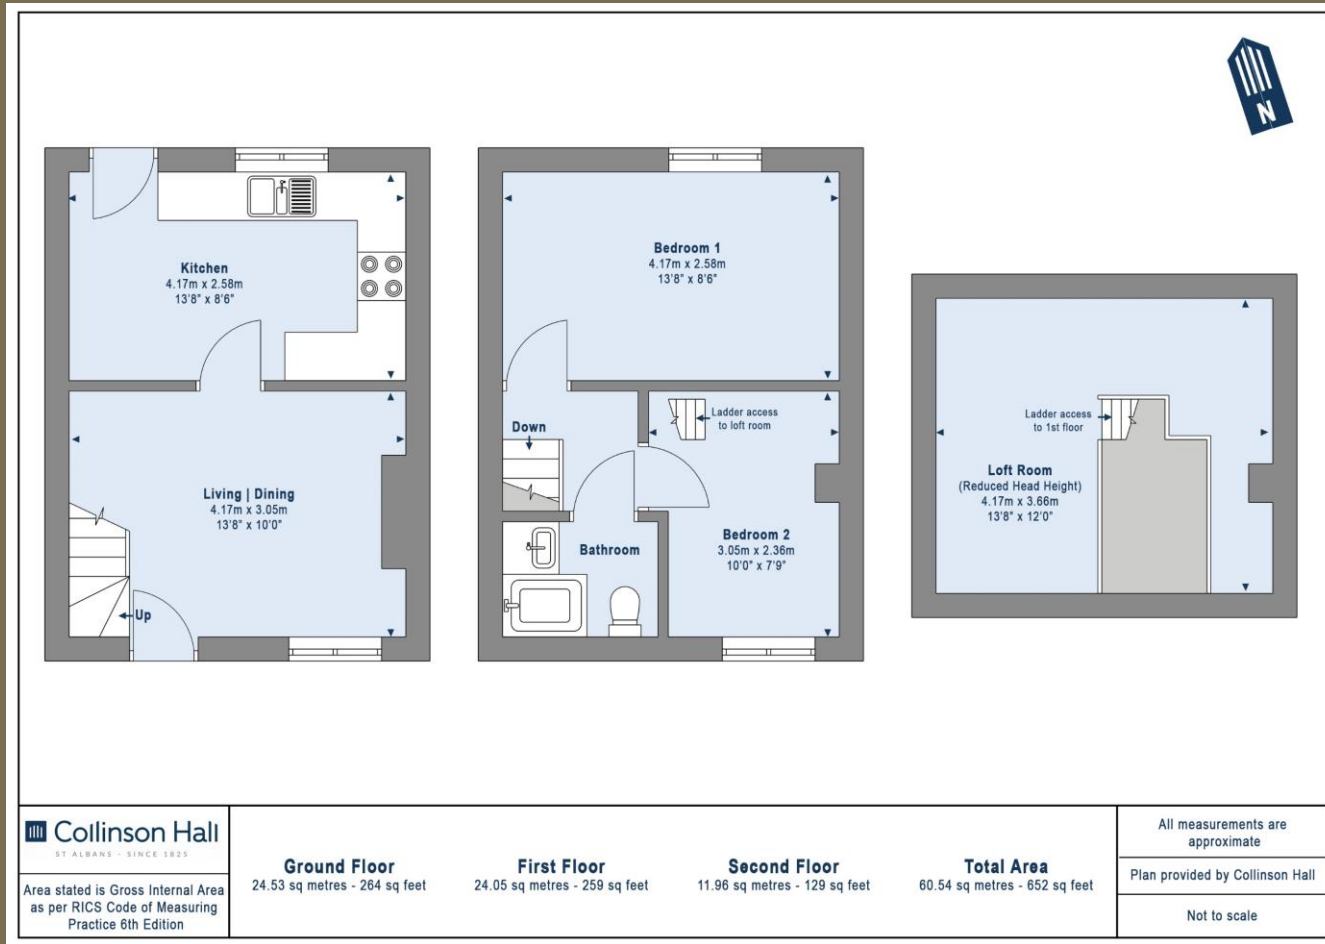 N
Kitchen
4.17m x 2.58m
13'8" x 8'6"
Living | Dining
4.17m x 3.05m
13'8" x 10'0"
Up
Bedroom 1
4.17m x 2.58m
13'8" x 8'6"
Down
Ladder access
to loft room
Bathroom
Bedroom 2
3.05m x 2.36m
10'0" x 7'9"
Ladder access
to 1st floor
Loft Room
(Reduced Head Height)
4.17m x 3.66m
13'8" x 12'0"
Collinson Hall
ST ALBANS - SINCE 1825
Area stated is Gross Internal Area
as per RICS Code of Measuring
Practice 6th Edition
Ground Floor
24.53 sq metres - 264 sq feet
First Floor
24.05 sq metres - 259 sq feet
Second Floor
11.96 sq metres - 129 sq feet
Total Area
60.54 sq metres - 652 sq feet
All measurements are
approximate
Plan provided by Collinson Hall
Not to scale